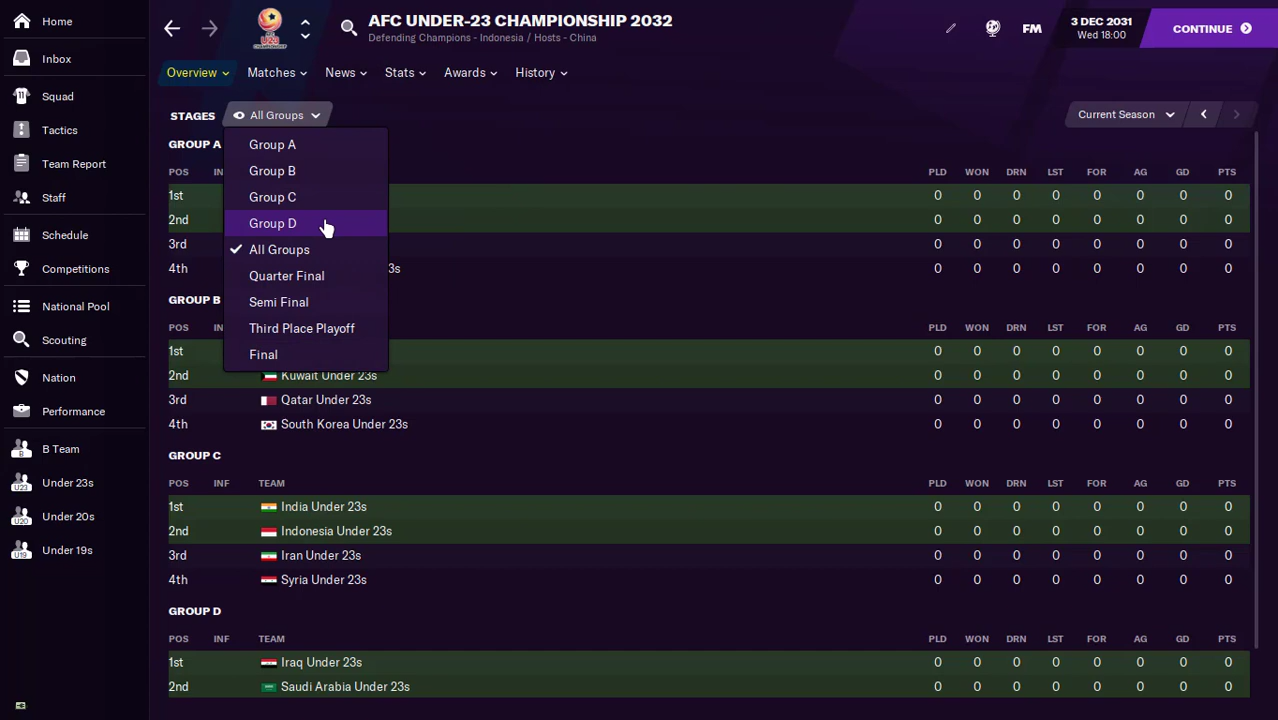 Home
Inbox
Squad
Tactics
Team Report
Staff
Schedule
Competitions
National Pool
Scouting
Nation
Performance
B Team
Under 23s
Under 20s
Under 19s
AFC UNDER-23 CHAMPIONSHIP 2032
Defending Champions - Indonesia / Hosts - China
FM
3 DEC 2031
Wed 18:00
CONTINUE
Overview Matches News Stats Awards History
STAGES All Groups Current Season
Group A
Group B
Group C
Group D
All Groups
Quarter Final
Semi Final
Third Place Playoff
Final
GROUP A
POS IN PLD WON DRN LST FOR AG GD PTS
1st 0 0 0 0 0 0 0 0
2nd 0 0 0 0 0 0 0 0
3rd 0 0 0 0 0 0 0 0
4th 3s 0 0 0 0 0 0 0 0
GROUP B
POS IN PLD WON DRN LST FOR AG GD PTS
1st 0 0 0 0 0 0 0 0
2nd Kuwait Under 23s 0 0 0 0 0 0 0 0
3rd Qatar Under 23s 0 0 0 0 0 0 0 0
4th South Korea Under 23s 0 0 0 0 0 0 0 0
GROUP C
POS INF TEAM PLD WON DRN LST FOR AG GD PTS
1st India Under 23s 0 0 0 0 0 0 0 0
2nd Indonesia Under 23s 0 0 0 0 0 0 0 0
3rd Iran Under 23s 0 0 0 0 0 0 0 0
4th Syria Under 23s 0 0 0 0 0 0 0 0
GROUP D
POS INF TEAM PLD WON DRN LST FOR AG GD PTS
1st Iraq Under 23s 0 0 0 0 0 0 0 0
2nd Saudi Arabia Under 23s 0 0 0 0 0 0 0 0